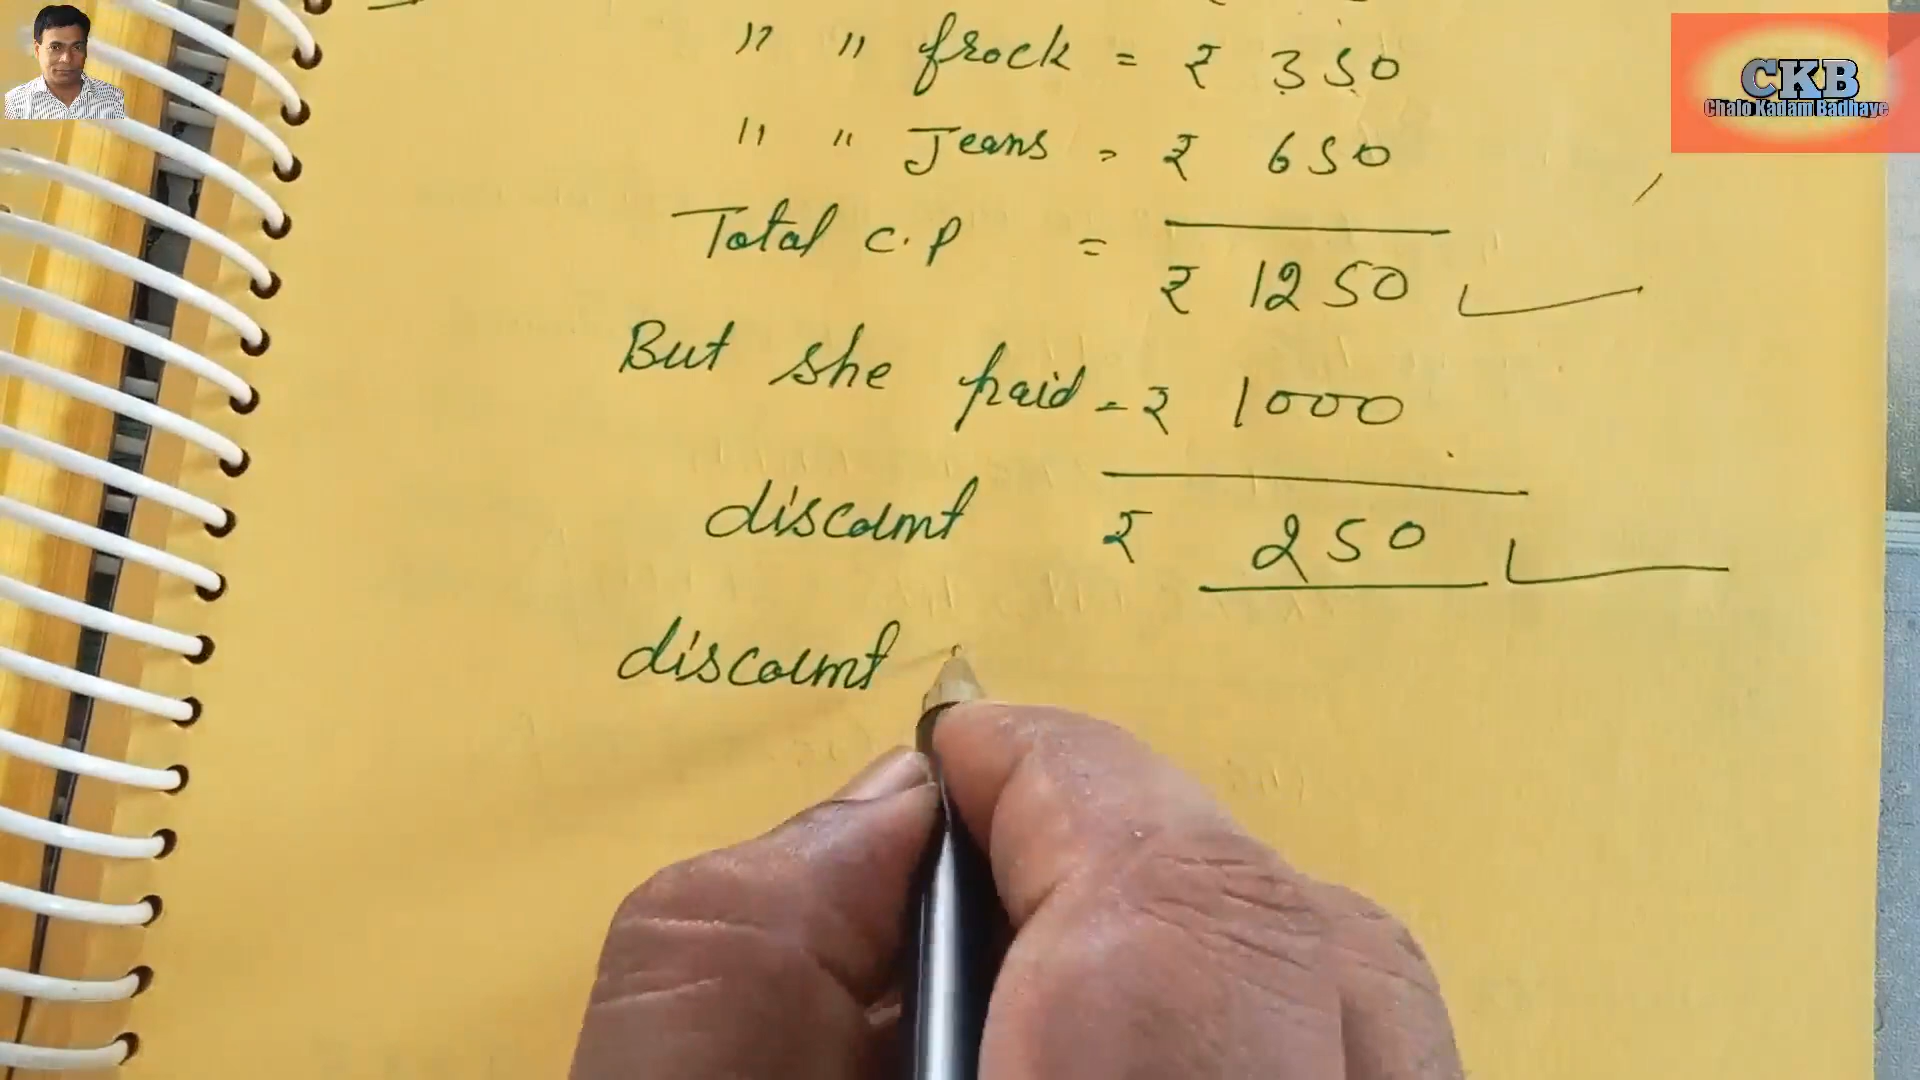 CKB
Chalo Kadam Badhaye
" " frock = ₹ 350
" " Jeans = ₹ 650
Total C.P = ₹ 1250
But she paid = ₹ 1000
discount ₹ 250
discount